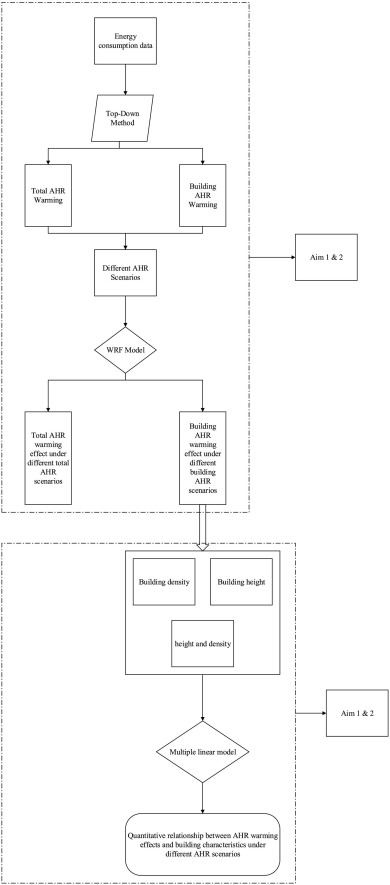 Energy
consumption data
Top-Down
Method
Total AHR
Warming
Building
AHR
Warming
Different AHR
Scenarios
Aim 1 & 2
WRF Model
Total AHR
warming
effect under
different total
AHR
scenarios
Building
AHR
warming
effect under
different
building
AHR
scenarios
Building density
Building height
height and density
Aim 1 & 2
Multiple linear model
Quantitative relationship between AHR warming
effects and building characteristics under
different AHR scenarios